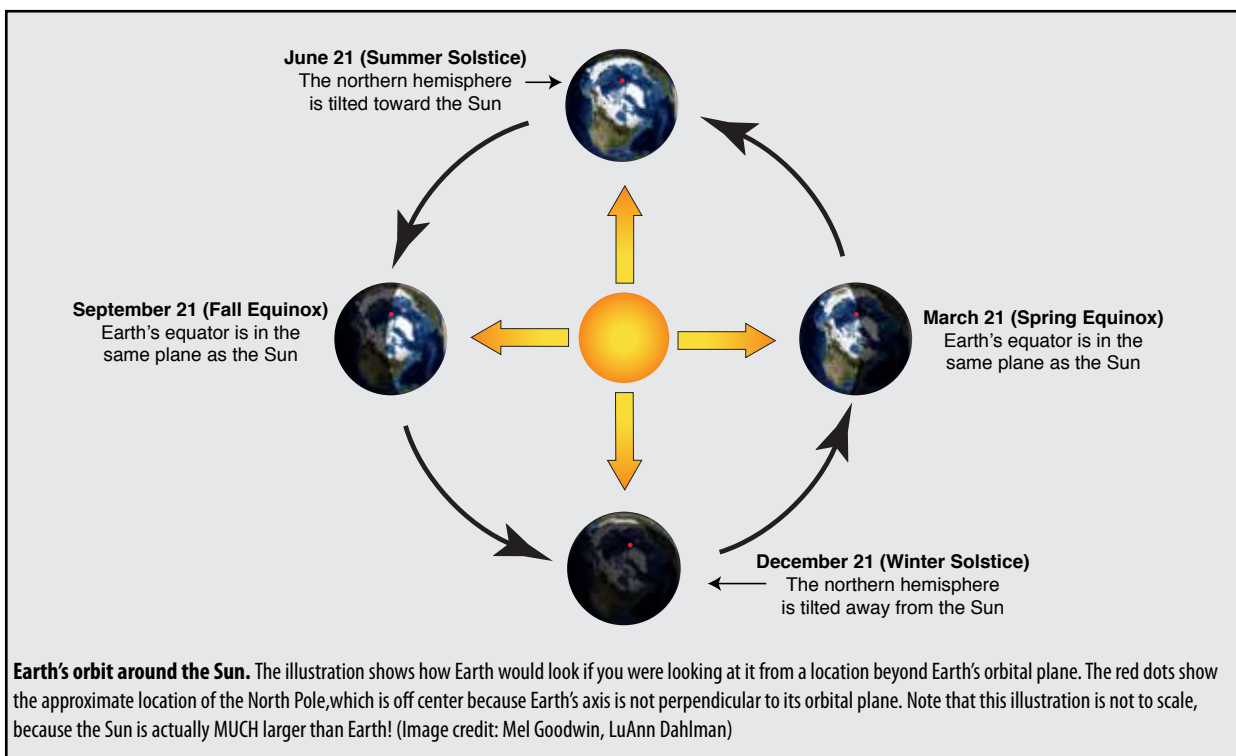 June 21 (Summer Solstice)
The northern hemisphere
is tilted toward the Sun
September 21 (Fall Equinox)
Earth's equator is in the
same plane as the Sun
March 21 (Spring Equinox)
Earth's equator is in the
same plane as the Sun
December 21 (Winter Solstice)
The northern hemisphere
is tilted away from the Sun
Earth's orbit around the Sun. The illustration shows how Earth would look if you were looking at it from a location beyond Earth's orbital plane. The red dots show
the approximate location of the North Pole,which is off center because Earth's axis is not perpendicular to its orbital plane. Note that this illustration is not to scale,
because the Sun is actually MUCH larger than Earth! (Image credit: Mel Goodwin, LuAnn Dahlman)